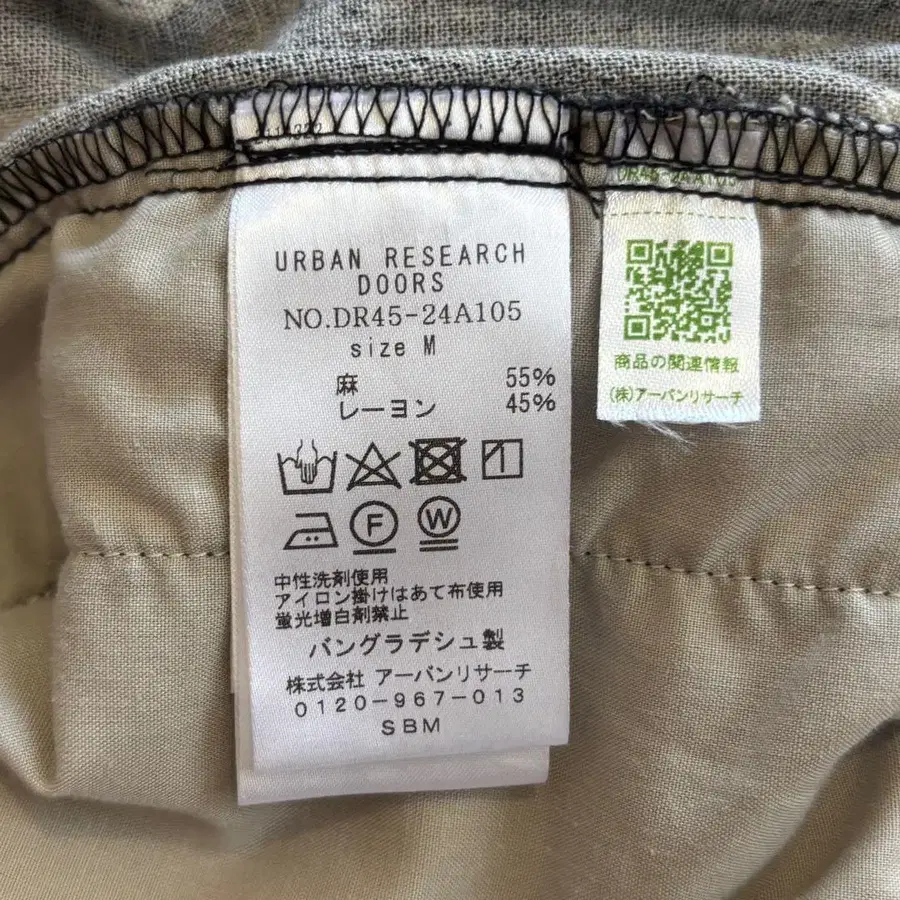 URBAN RESEARCH
DOORS
NO.DR45-24A105
size M
麻 55%
レーヨン 45%
F
W
中性洗剤使用
アイロン掛けはあて布使用
蛍光増白剤禁止
バングラデシュ製
株式会社 アーバンリサーチ
0120-967-013
SBM
DR45-24A105
商品の関連情報
(株)アーバンリサーチ